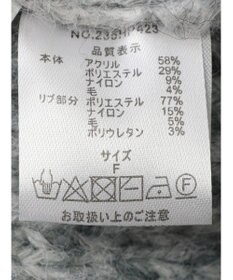 NO.235HP623
品質表示
本体 アクリル 58%
ポリエステル 29%
ナイロン 9%
毛 4%
リブ部分 ポリエステル 77%
ナイロン 15%
毛 5%
ポリウレタン 3%
サイズ
F
F
お取扱い上のご注意